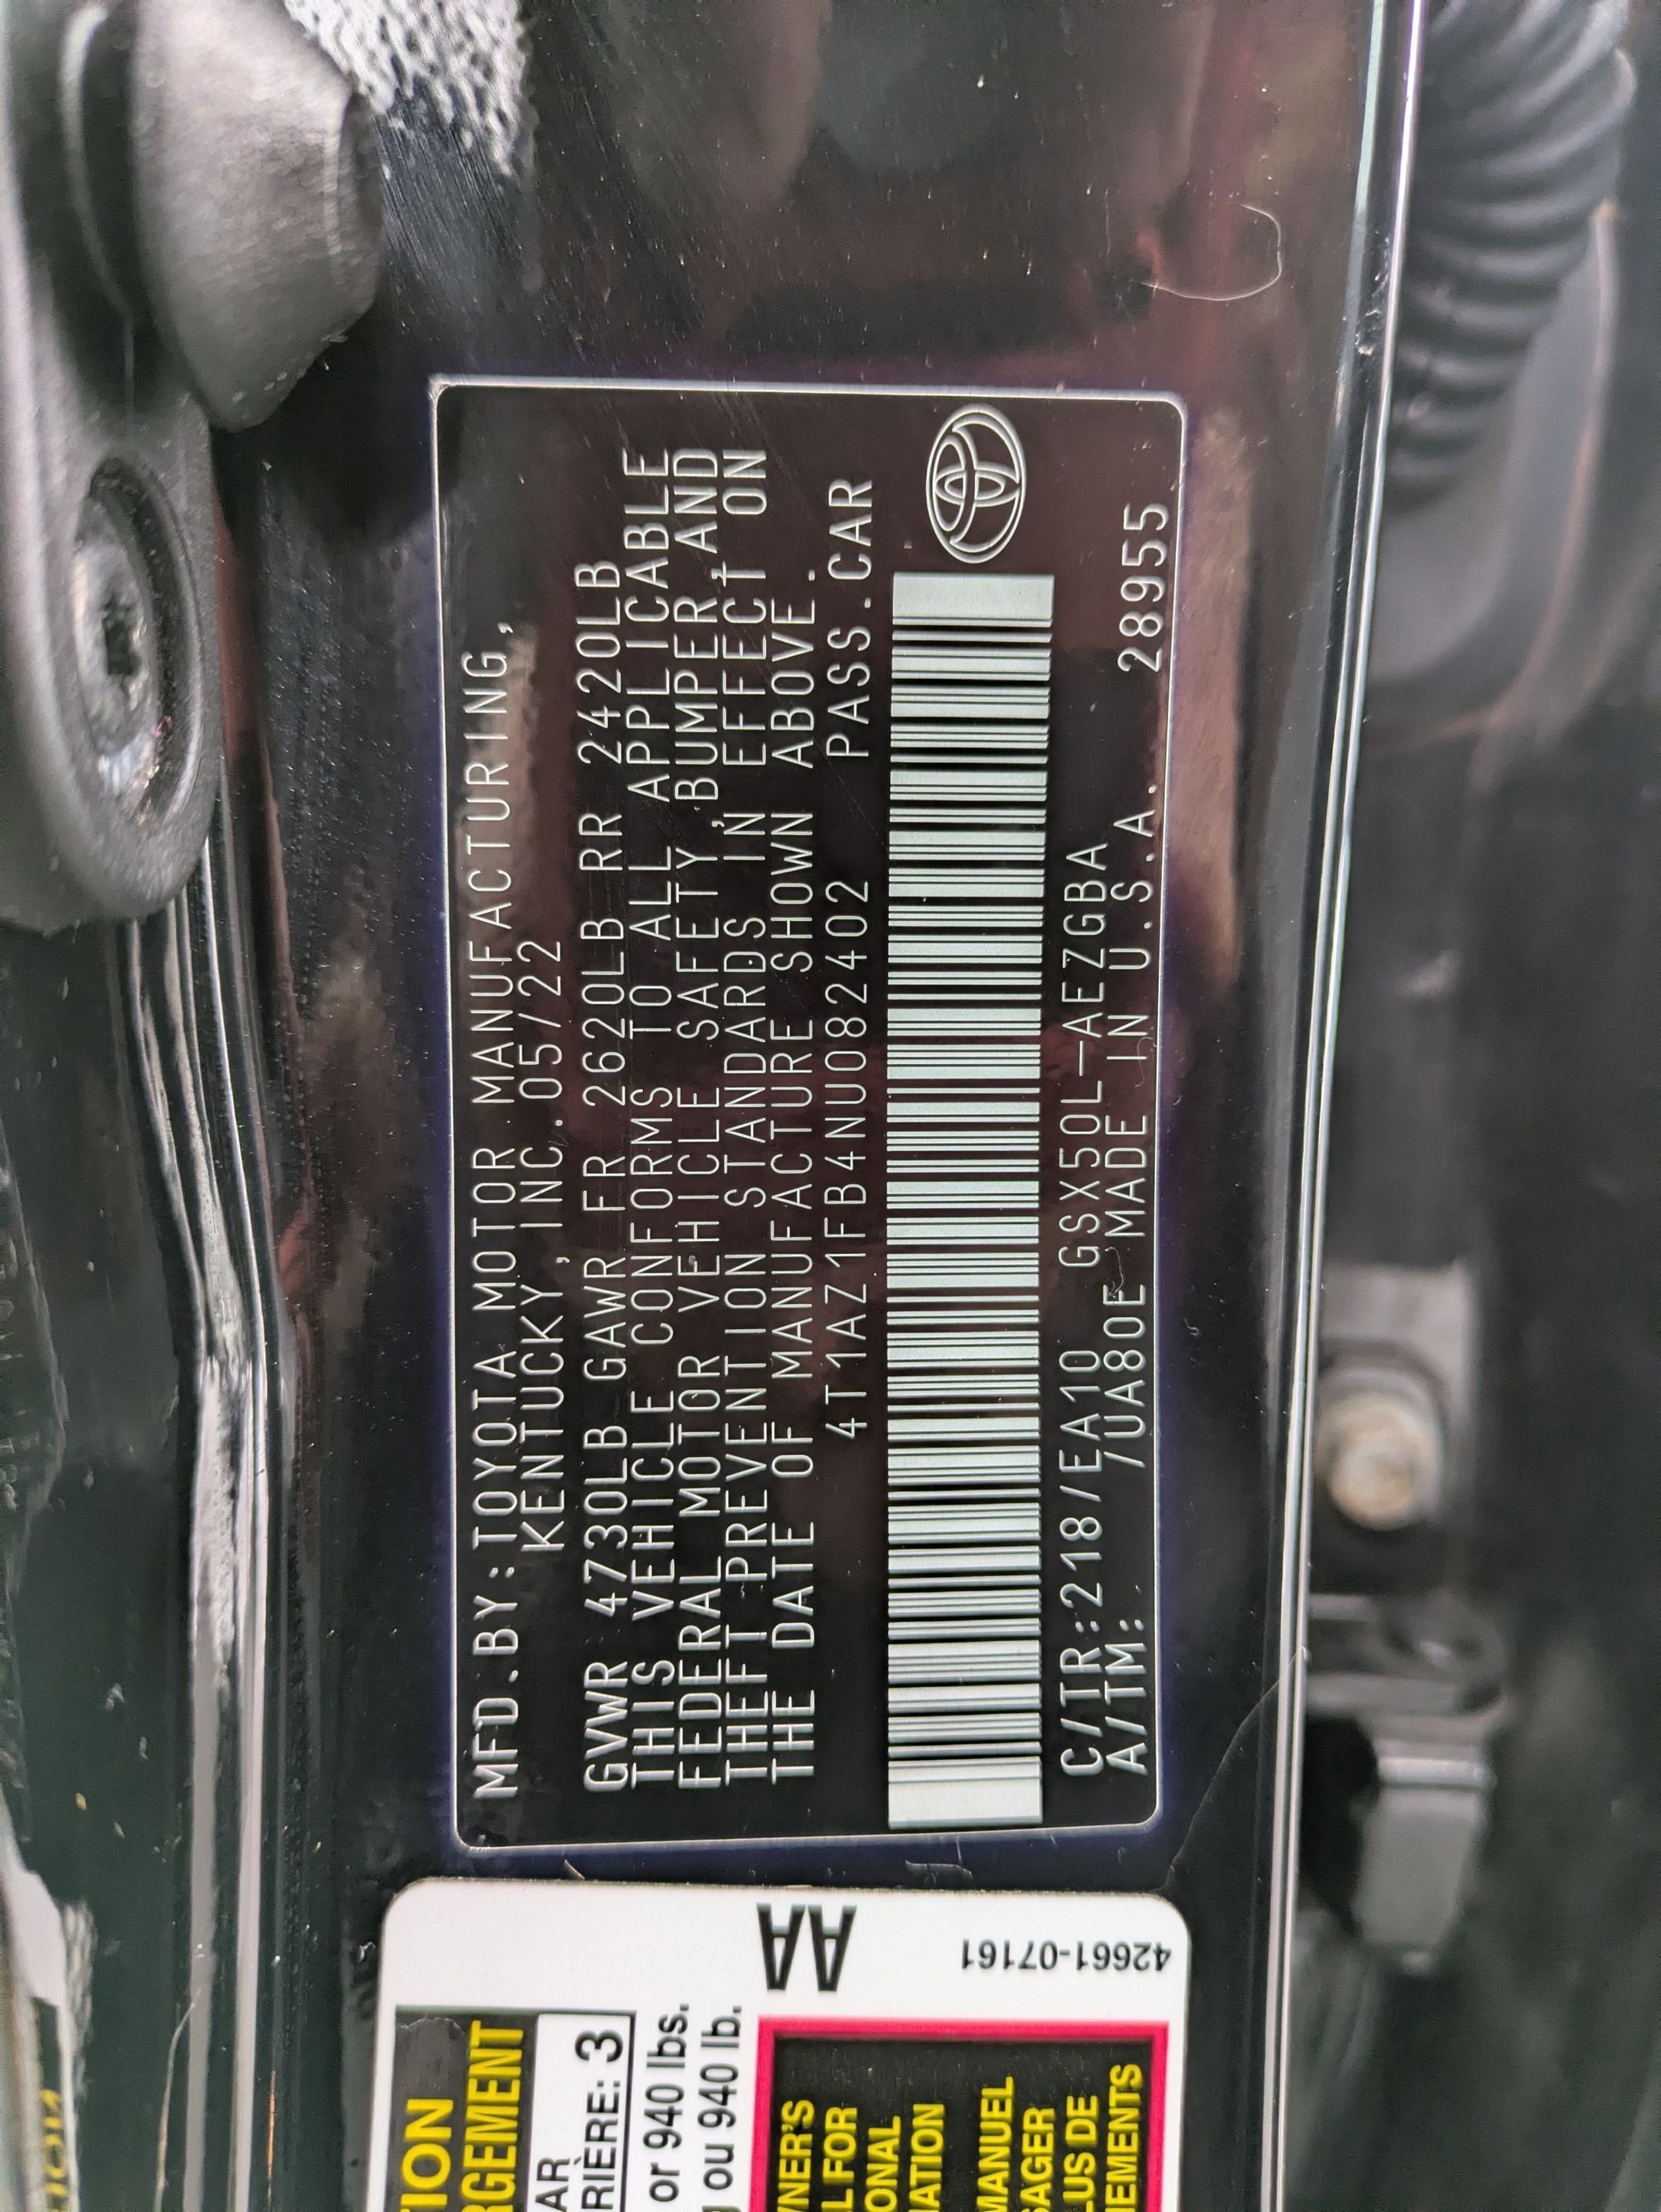 MFD.BY:TOYOTA MOTOR MANUFACTURING,
KENTUCKY, INC.05/22
GVWR 4730LB GAWR FR 2620LB RR 2420LB
THIS VEHICLE CONFORMS TO ALL APPLICABLE
FEDERAL MOTOR VEHICLE SAFETY, BUMPER AND
THEFT PREVENTION STANDARDS IN EFFECT ON
THE DATE OF MANUFACTURE SHOWN ABOVE.
4T1AZ1FB4NU082402 PASS.CAR
C/TR:218/EA10 GSX50L-AEZGBA
A/TM: /UA80E MADE IN U.S.A. 28955
AA
42661-07161
3
or 940 lbs.
ou 940 lb.
MANUEL
PLUS DE